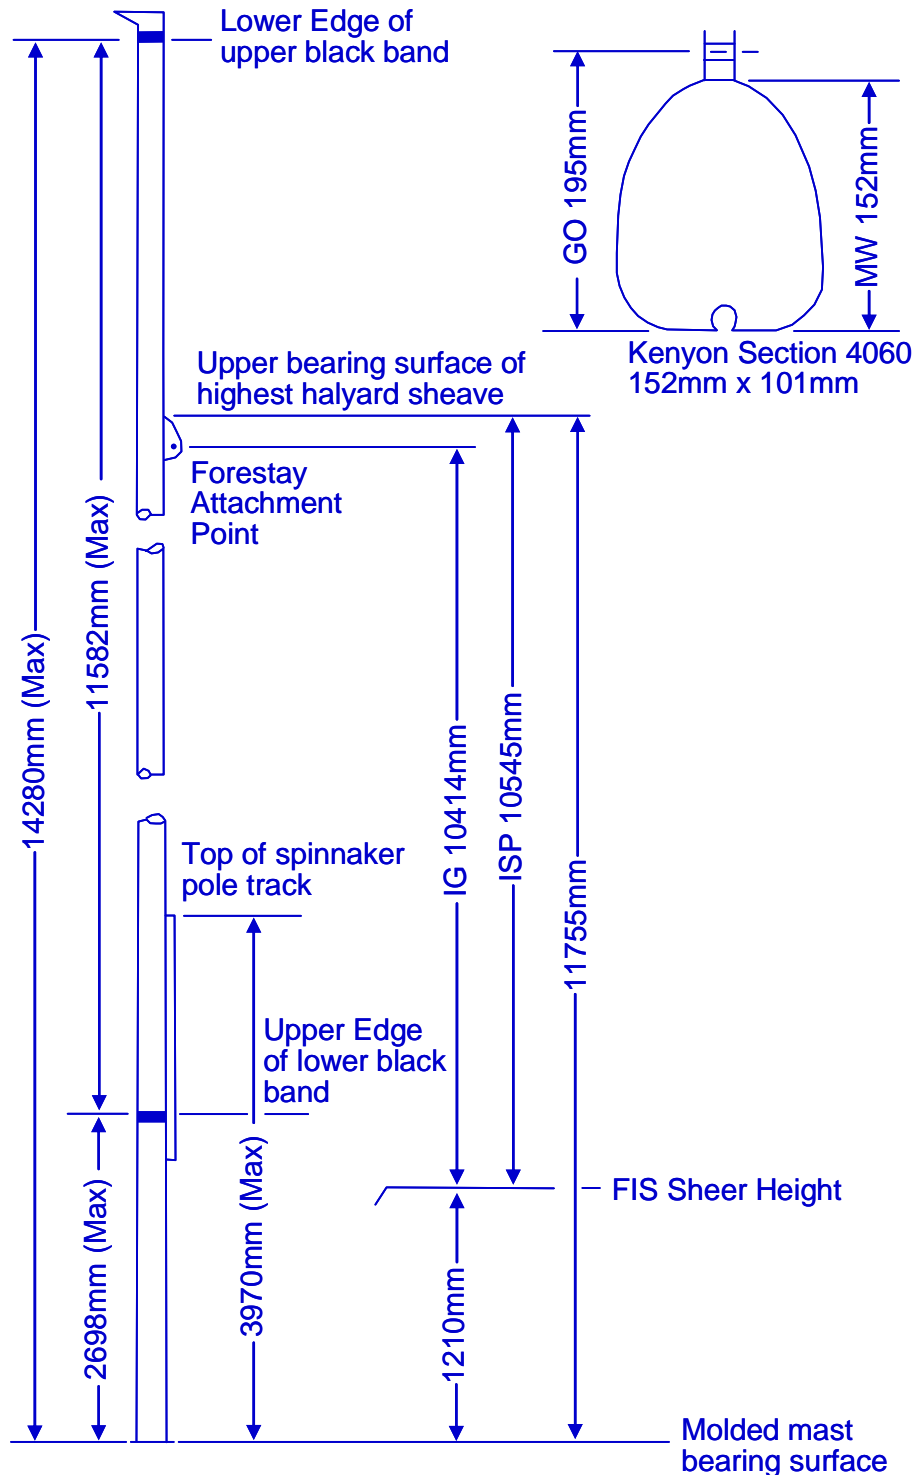 Lower Edge of
upper black band
GO 195mm
MW 152mm
Kenyon Section 4060
152mm x 101mm
Upper bearing surface of
highest halyard sheave
Forestay
Attachment
Point
14280mm (Max)
11582mm (Max)
IG 10414mm
ISP 10545mm
11755mm
Top of spinnaker
pole track
Upper Edge
of lower black
band
2698mm (Max)
3970mm (Max)
FIS Sheer Height
1210mm
Molded mast
bearing surface